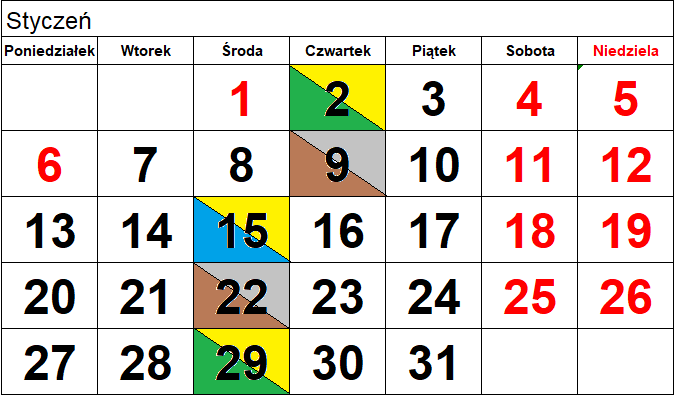 Styczeń
Poniedziałek Wtorek Środa Czwartek Piątek Sobota Niedziela
1 2 3 4 5
6 7 8 9 10 11 12
13 14 15 16 17 18 19
20 21 22 23 24 25 26
27 28 29 30 31